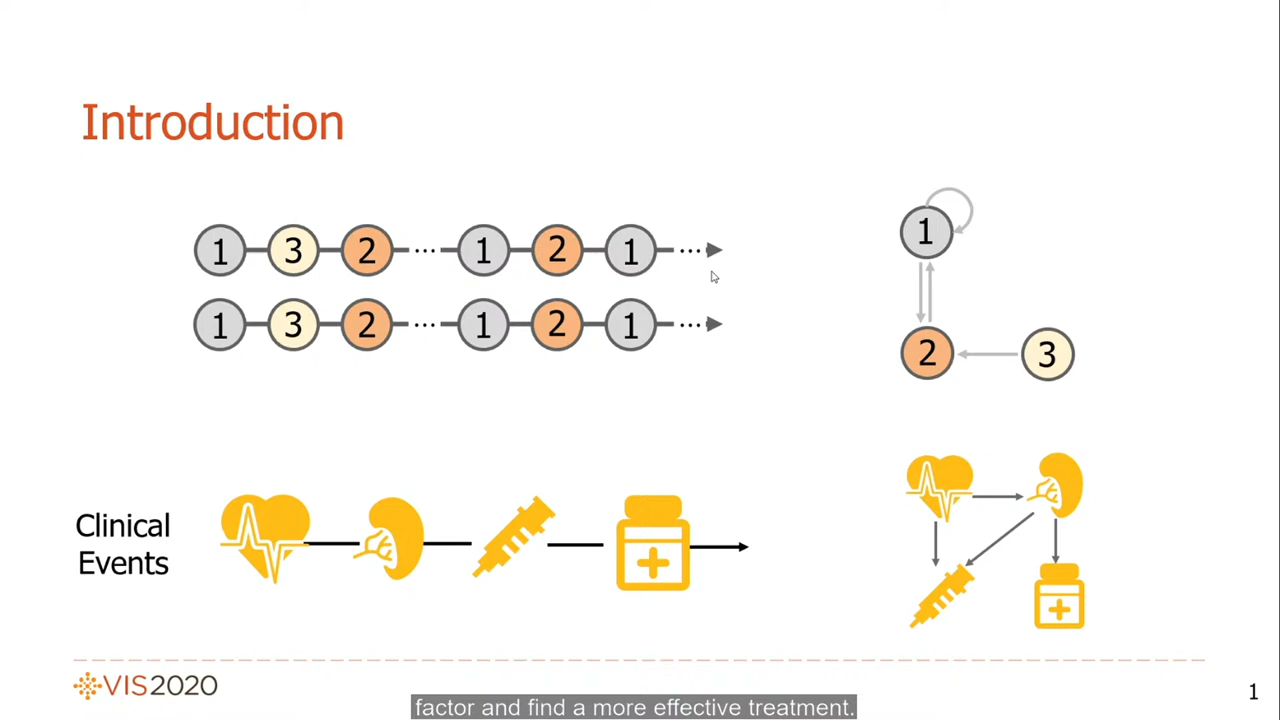 Introduction
1 3 2 ... 1 2 1 ...
1 3 2 ... 1 2 1 ...
1
2 3
Clinical
Events
VIS2020
1
factor and find a more effective treatment.